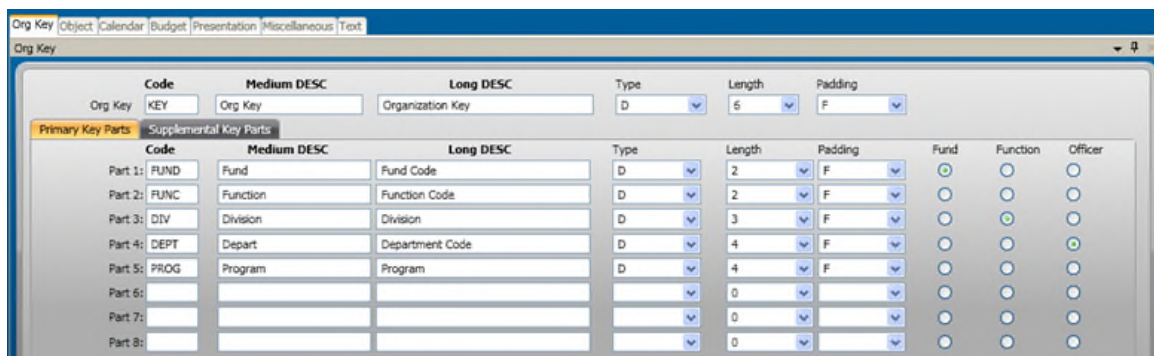 Org Key Object Calendar Budget Presentation Miscellaneous Text
Org Key
Code Medium DESC Long DESC Type Length Padding
Org Key KEY Org Key Organization Key D 6 F
Primary Key Parts Supplemental Key Parts
Code Medium DESC Long DESC Type Length Padding Fund Function Officer
Part 1: FUND Fund Fund Code D 2 F
Part 2: FUNC Function Function Code D 2 F
Part 3: DIV Division Division D 3 F
Part 4: DEPT Depart Department Code D 4 F
Part 5: PROG Program Program D 4 F
Part 6: 0
Part 7: 0
Part 8: 0